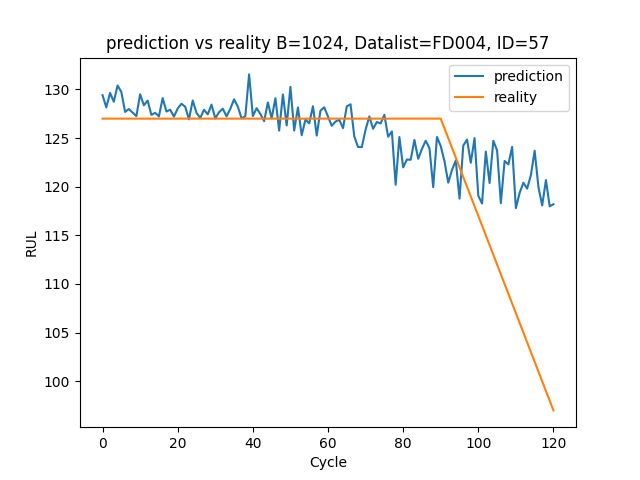 prediction vs reality B=1024, Datalist=FD004, ID=57
prediction
reality
RUL
130
125
120
115
110
105
100
0 20 40 60 80 100 120
Cycle